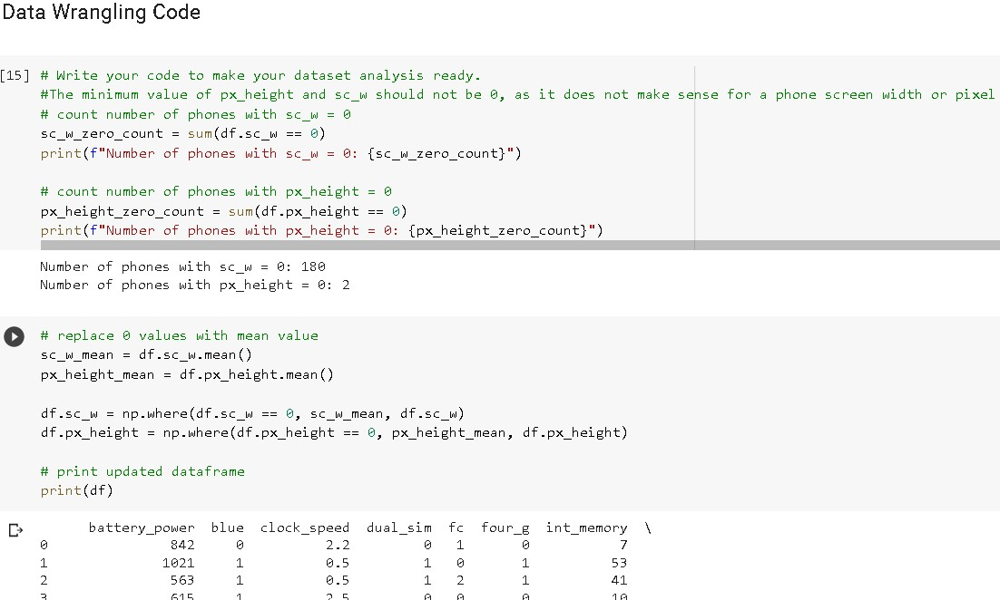 Data Wrangling Code
[15] # Write your code to make your dataset analysis ready.
#The minimum value of px_height and sc_w should not be 0, as it does not make sense for a phone screen width or pixel
# count number of phones with sc_w = 0
sc_w_zero_count = sum(df.sc_w == 0)
print(f"Number of phones with sc_w = 0: {sc_w_zero_count}")
# count number of phones with px_height = 0
px_height_zero_count = sum(df.px_height == 0)
print(f"Number of phones with px_height = 0: {px_height_zero_count}")
Number of phones with sc_w = 0: 180
Number of phones with px_height = 0: 2
# replace 0 values with mean value
sc_w_mean = df.sc_w.mean()
px_height_mean = df.px_height.mean()
df.sc_w = np.where(df.sc_w == 0, sc_w_mean, df.sc_w)
df.px_height = np.where(df.px_height == 0, px_height_mean, df.px_height)
# print updated dataframe
print(df)
battery_power blue clock_speed dual_sim fc four_g int_memory \
0 842 0 2.2 0 1 0 7
1 1021 1 0.5 1 0 1 53
2 563 1 0.5 1 2 1 41
3 615 1 2.5 0 0 0 10